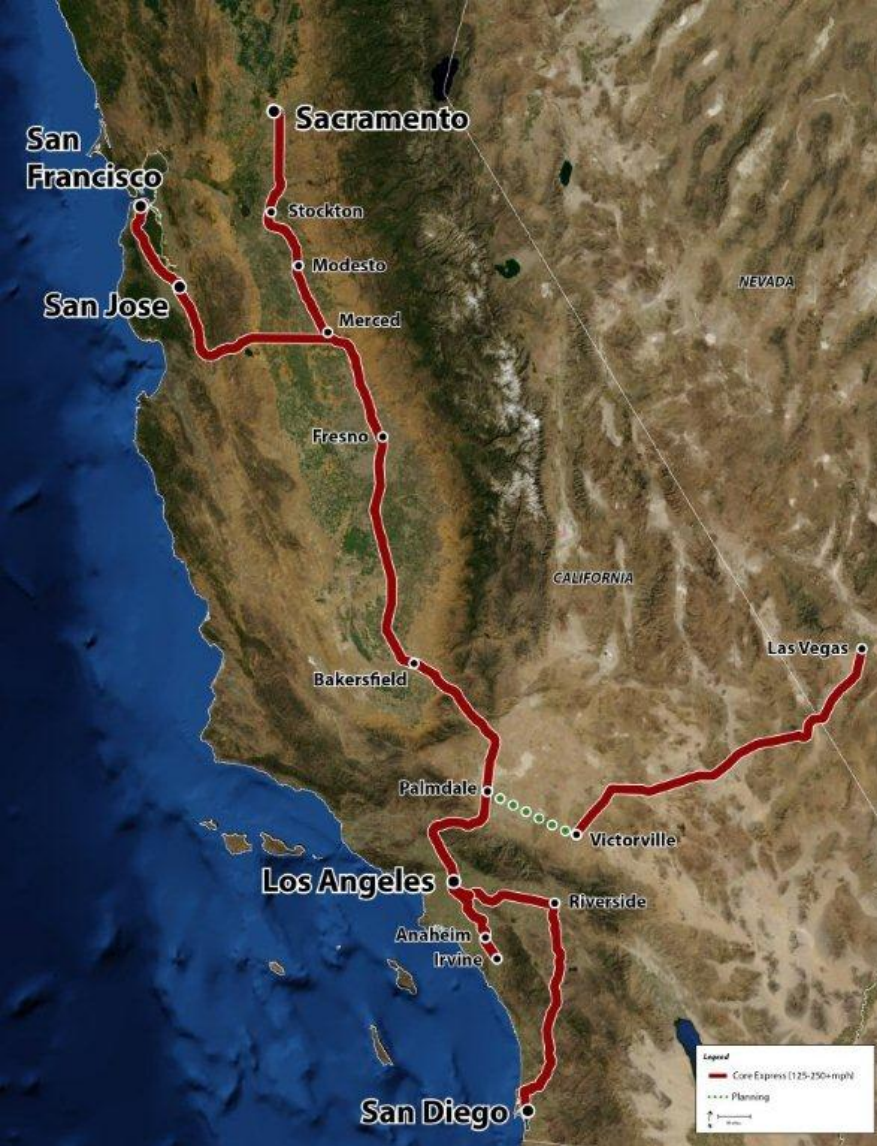 Sacramento
San
Francisco
Stockton
Modesto
San Jose
Merced
NEVADA
Fresno
CALIFORNIA
Las Vegas
Bakersfield
Palmdale
Victorville
Los Angeles
Riverside
Anaheim
Irvine
Legend
Core Express (125-250+mph)
Planning
San Diego